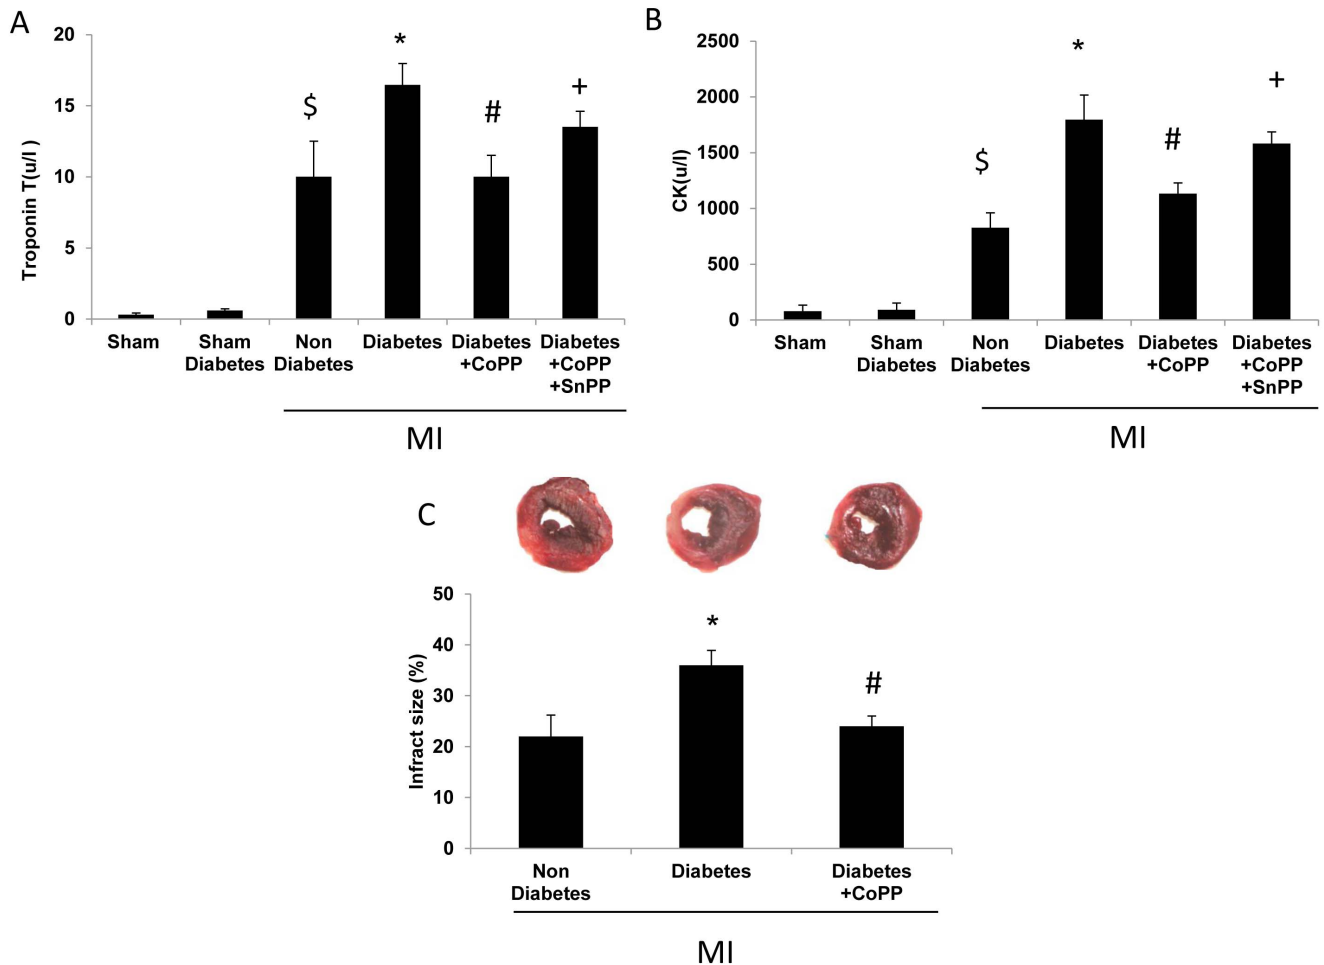 A
20
15
10
5
0
Troponin T(u/l )
$
*
#
+
Sham
Sham
Diabetes
Non
Diabetes
Diabetes
Diabetes
+CoPP
Diabetes
+CoPP
+SnPP
MI
B
2500
2000
1500
1000
500
0
CK(u/l)
$
*
#
+
Sham
Sham
Diabetes
Non
Diabetes
Diabetes
Diabetes
+CoPP
Diabetes
+CoPP
+SnPP
MI
C
50
40
30
20
10
0
Infract size (%)
*
#
Non
Diabetes
Diabetes
Diabetes
+CoPP
MI